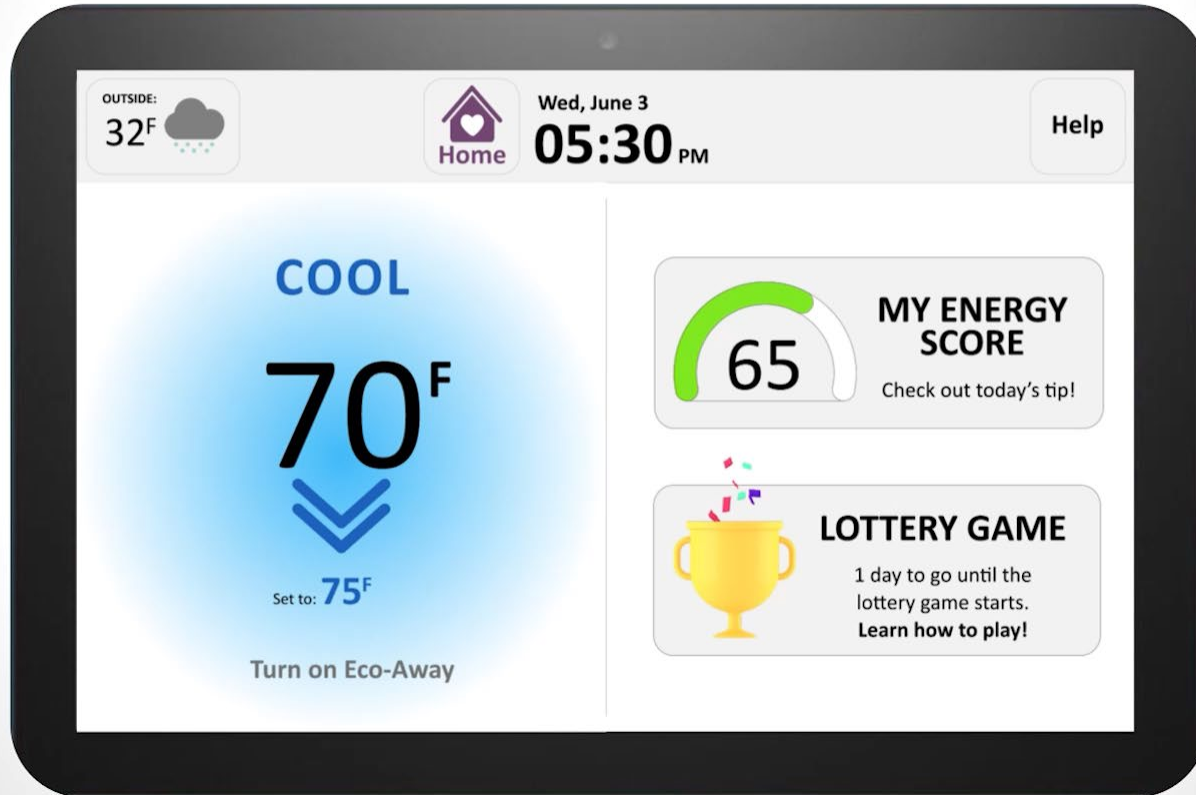 OUTSIDE:
32F
Home
Wed, June 3
05:30 PM
Help
COOL
70F
Set to: 75F
Turn on Eco-Away
65
MY ENERGY
SCORE
Check out today's tip!
LOTTERY GAME
1 day to go until the
lottery game starts.
Learn how to play!